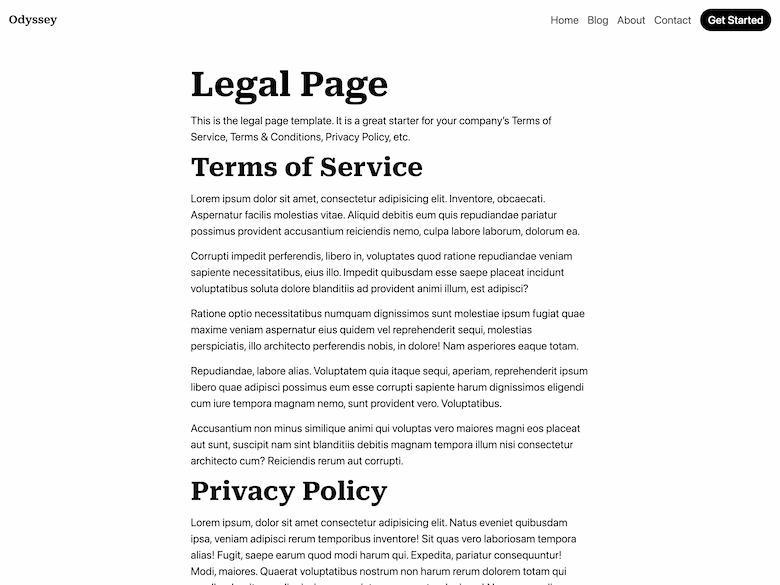 Odyssey
Home Blog About Contact Get Started
Legal Page
This is the legal page template. It is a great starter for your company's Terms of
Service, Terms & Conditions, Privacy Policy, etc.
Terms of Service
Lorem ipsum dolor sit amet, consectetur adipisicing elit. Inventore, obcaecati.
Aspernatur facilis molestias vitae. Aliquid debitis eum quis repudiandae pariatur
possimus provident accusantium reiciendis nemo, culpa labore laborum, dolorum ea.
Corrupti impedit perferendis, libero in, voluptates quod ratione repudiandae veniam
sapiente necessitatibus, eius illo. Impedit quibusdam esse saepe placeat incidunt
voluptatibus soluta dolore blanditiis ad provident animi illum, est adipisci?
Ratione optio necessitatibus numquam dignissimos sunt molestiae ipsum fugiat quae
maxime veniam aspernatur eius quidem vel reprehenderit sequi, molestias
perspiciatis, illo architecto perferendis nobis, in dolore! Nam asperiores eaque totam.
Repudiandae, labore alias. Voluptatem quia itaque sequi, aperiam, reprehenderit ipsum
libero quae adipisci possimus eum esse corrupti sapiente harum dignissimos eligendi
cum iure tempora magnam nemo, sunt provident vero. Voluptatibus.
Accusantium non minus similique animi qui voluptas vero maiores magni eos placeat
aut sunt, suscipit nam sint blanditiis debitis magnam tempora illum nisi consectetur
architecto cum? Reiciendis rerum aut corrupti.
Privacy Policy
Lorem ipsum, dolor sit amet consectetur adipisicing elit. Natus eveniet quibusdam
ipsa, veniam adipisci rerum temporibus inventore! Sit quas vero laboriosam tempora
alias! Fugit, saepe earum quod modi harum qui. Expedita, pariatur consequuntur!
Modi, maiores. Quaerat voluptatibus nostrum non harum rerum dolorem totam qui